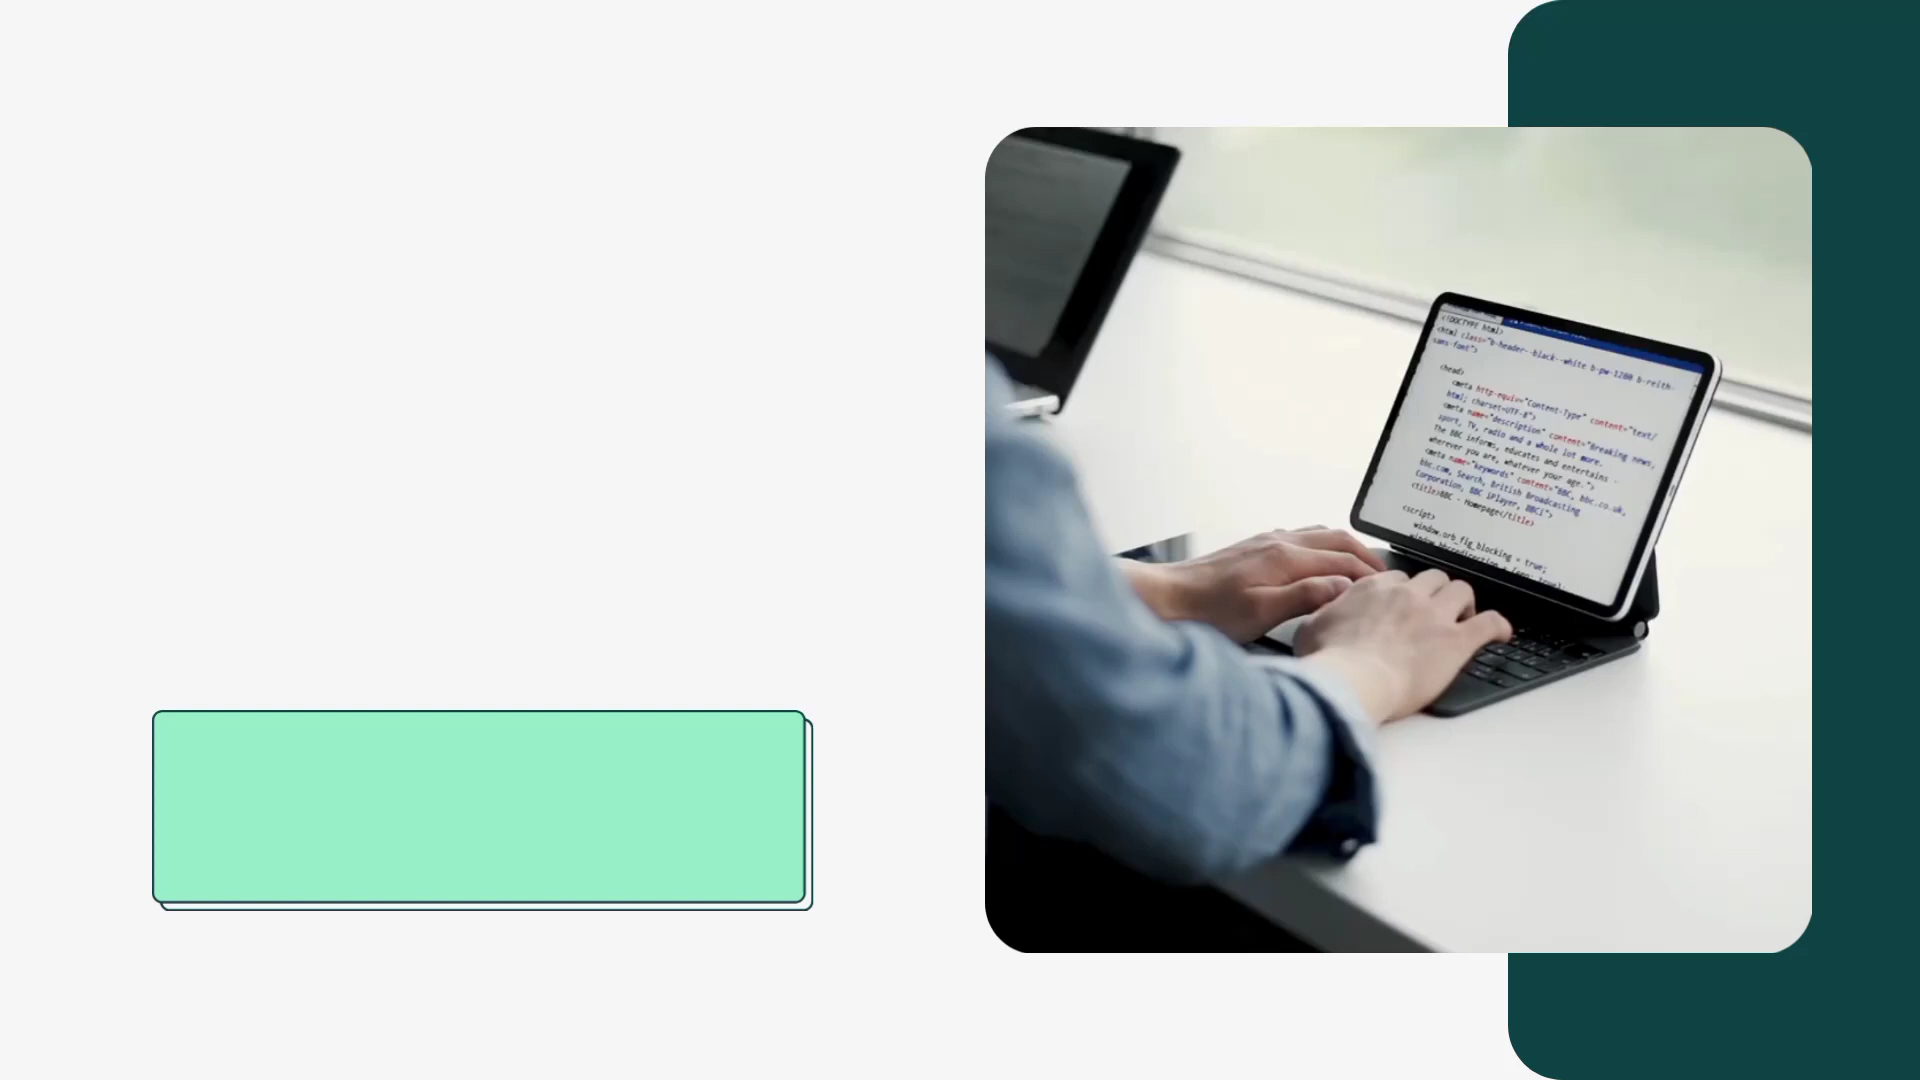 <!DOCTYPE html>
<html class="b-header--black--white b-pw-1280 b-reith-
sans-font">
<head>
<meta http-equiv="Content-Type" content="text/
html; charset=UTF-8">
<meta name="description" content="Breaking news,
sport, TV, radio and a whole lot more.
The BBC informs, educates and entertains -
wherever you are, whatever your age.">
<meta name="keywords" content="BBC, bbc.co.uk,
bbc.com, Search, British Broadcasting
Corporation, BBC iPlayer, BBCi">
<title>BBC - Homepage</title>
<script>
window.orb_fig_blocking = true;